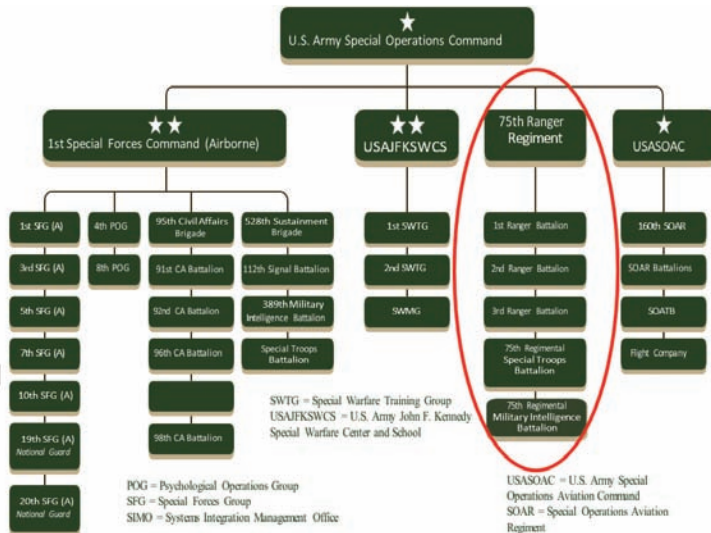 U.S. Army Special Operations Command
1st Special Forces Command (Airborne)
USAJFKSWCS
75th Ranger
Regiment
USASOAC
1st SFG (A)
3rd SFG (A)
5th SFG (A)
7th SFG (A)
10th SFG (A)
19th SFG (A)
National Guard
20th SFG (A)
National Guard
4th POG
8th POG
95th Civil Affairs
Brigade
91st CA Battalion
92nd CA Battalion
96th CA Battalion
98th CA Battalion
528th Sustainment
Brigade
112th Signal Battalion
389th Military
Intelligence Battalion
Special Troops
Battalion
1st SWTG
2nd SWTG
SWMG
1st Ranger Battalion
2nd Ranger Battalion
3rd Ranger Battalion
75th Regimental
Special Troops
Battalion
75th Regimental
Military Intelligence
Battalion
160th SOAR
SOAR Battalions
SOATB
Flight Company
SWTG = Special Warfare Training Group
USAJFKSWCS = U.S. Army John F. Kennedy
Special Warfare Center and School
POG = Psychological Operations Group
SFG = Special Forces Group
SIMO = Systems Integration Management Office
USASOAC = U.S. Army Special
Operations Aviation Command
SOAR = Special Operations Aviation
Regiment